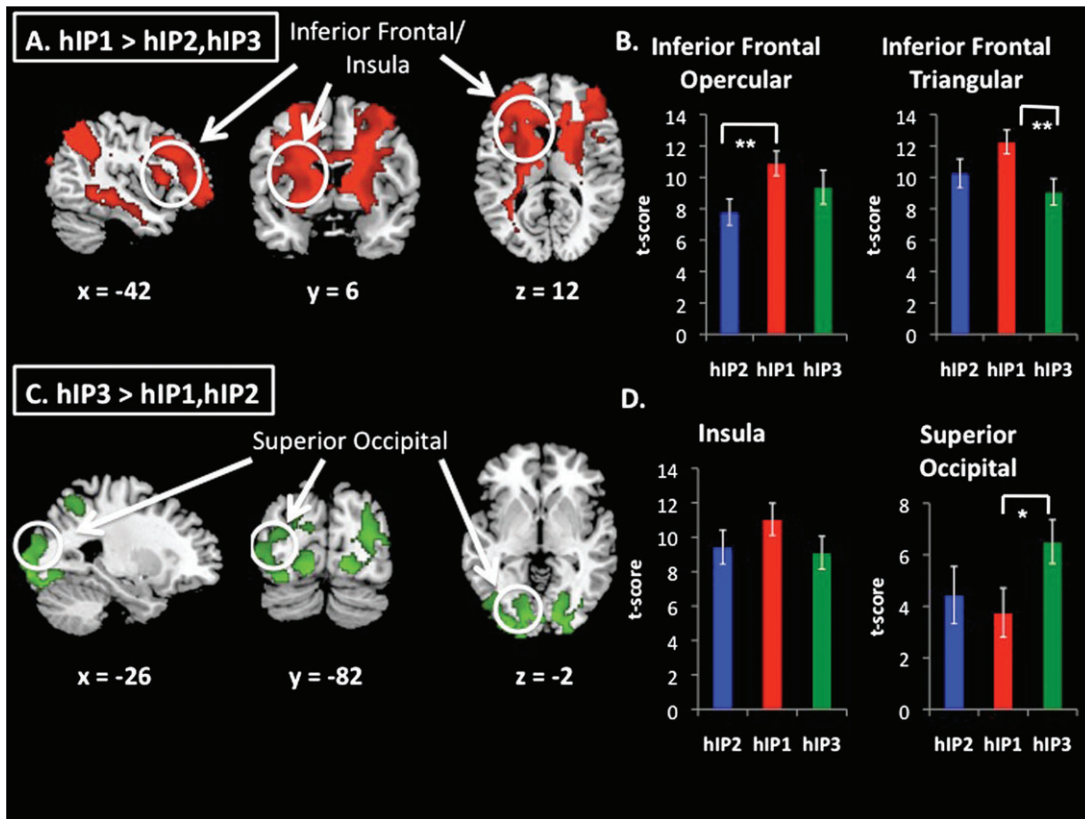 A. hIP1 > hIP2,hIP3
Inferior Frontal/
Insula
x = -42
y = 6
z = 12
B.
Inferior Frontal
Opercular
t-score
14
12
10
8
6
4
2
0
**
hIP2 hIP1 hIP3
Inferior Frontal
Triangular
t-score
14
12
10
8
6
4
2
0
**
hIP2 hIP1 hIP3
C. hIP3 > hIP1,hIP2
Superior Occipital
x = -26
y = -82
z = -2
D.
Insula
t-score
14
12
10
8
6
4
2
0
hIP2 hIP1 hIP3
Superior
Occipital
t-score
8
6
4
2
0
*
hIP2 hIP1 hIP3